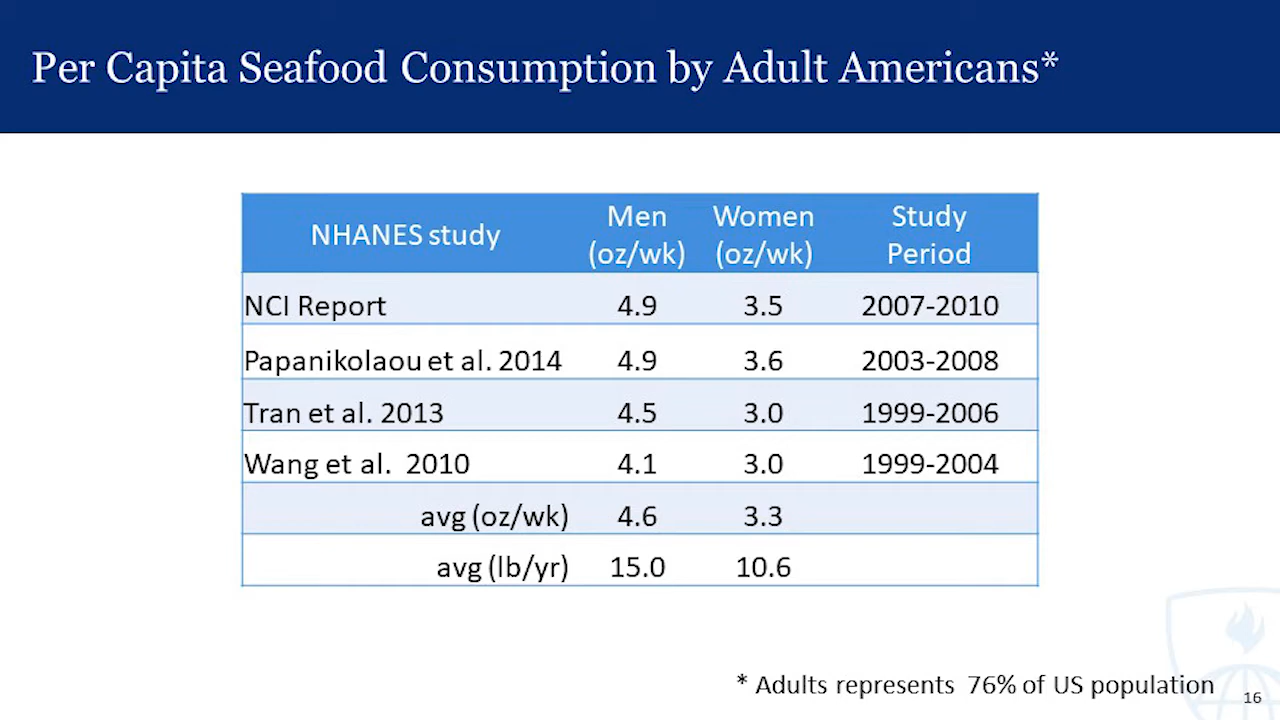 Per Capita Seafood Consumption by Adult Americans*
NHANES study Men (oz/wk) Women (oz/wk) Study Period
NCI Report 4.9 3.5 2007-2010
Papanikolaou et al. 2014 4.9 3.6 2003-2008
Tran et al. 2013 4.5 3.0 1999-2006
Wang et al. 2010 4.1 3.0 1999-2004
avg (oz/wk) 4.6 3.3
avg (lb/yr) 15.0 10.6
* Adults represents 76% of US population
16